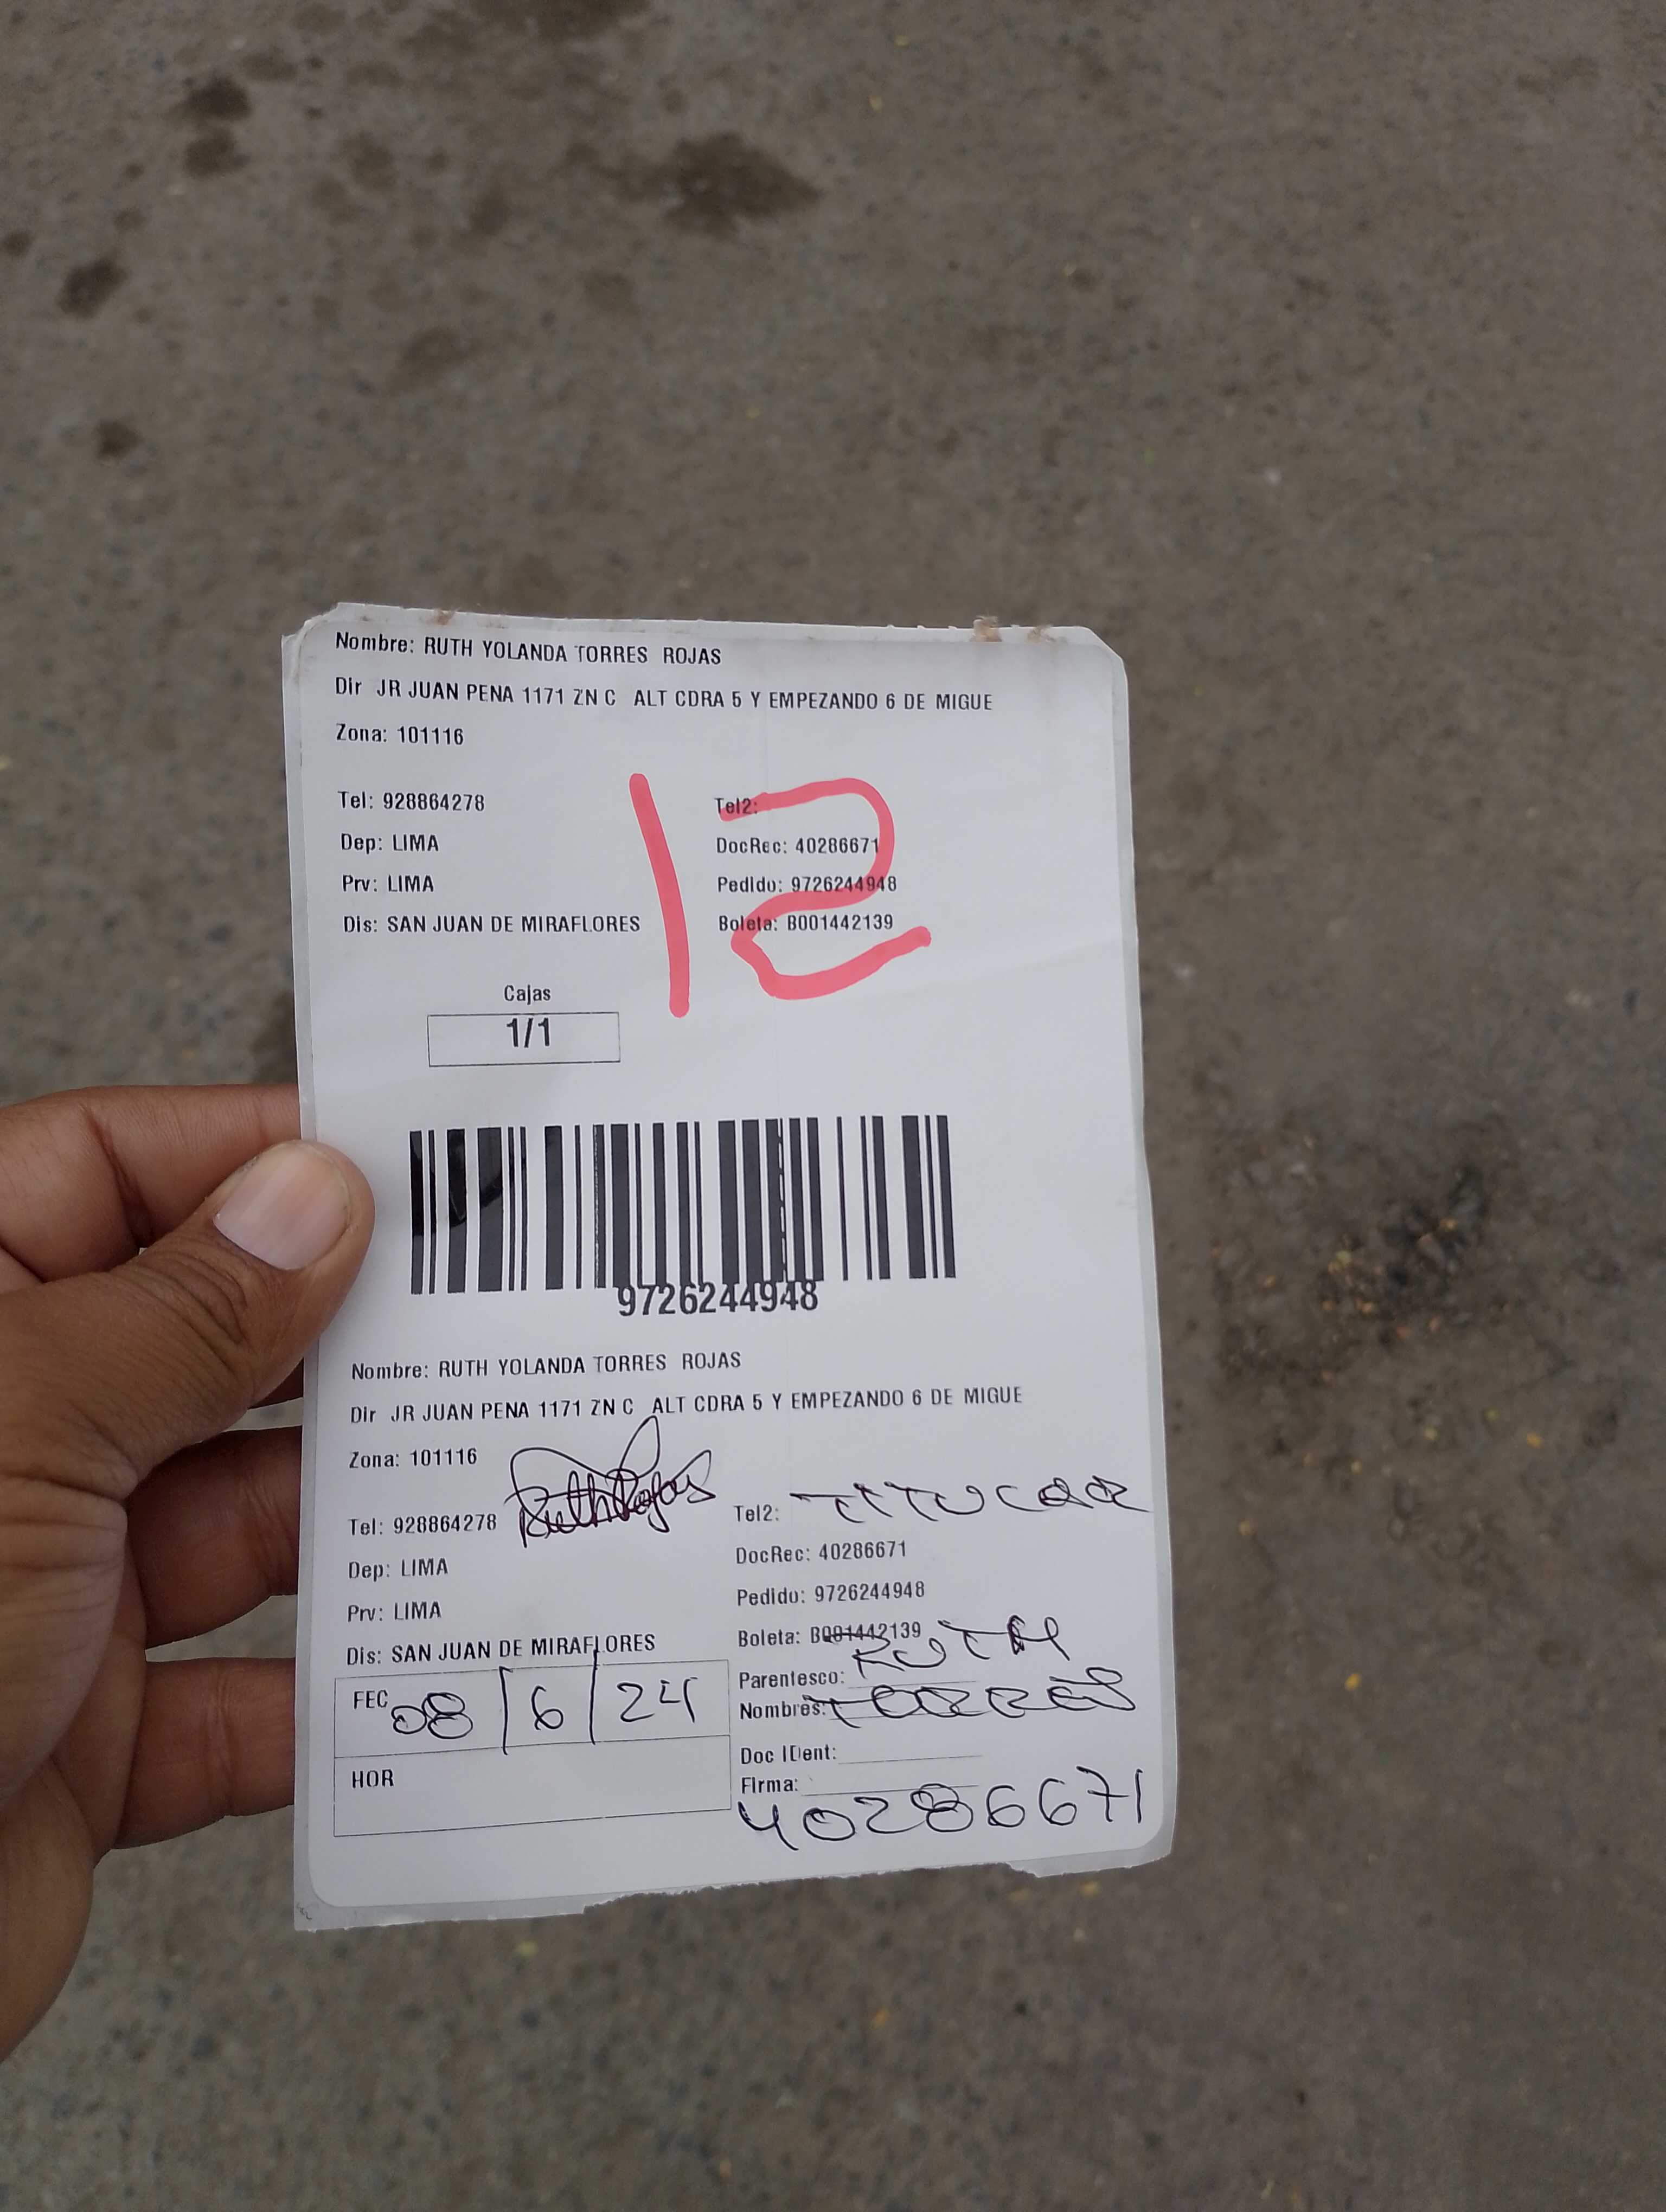 Nombre: RUTH YOLANDA TORRES ROJAS
Dir JR JUAN PENA 1171 ZN C ALT CDRA 5 Y EMPEZANDO 6 DE MIGUE
Zona: 101116
12
Tel: 928864278 Tel2:
Dep: LIMA DocRec: 40286671
Prv: LIMA Pedido: 9726244948
Dis: SAN JUAN DE MIRAFLORES Boleta: B001442139
Cajas
1/1
9726244948
Nombre: RUTH YOLANDA TORRES ROJAS
Dir JR JUAN PENA 1171 ZN C ALT CDRA 5 Y EMPEZANDO 6 DE MIGUE
Zona: 101116
Ruth Rojas
Tel: 928864278 Tel2: TITULAR
Dep: LIMA DocRec: 40286671
Prv: LIMA Pedido: 9726244948
Dis: SAN JUAN DE MIRAFLORES Boleta: B001442139
FEC 08/6/24 Parentesco: RUTH
Nombres: TORRES
HOR Doc IDent:
Firma:
40286671